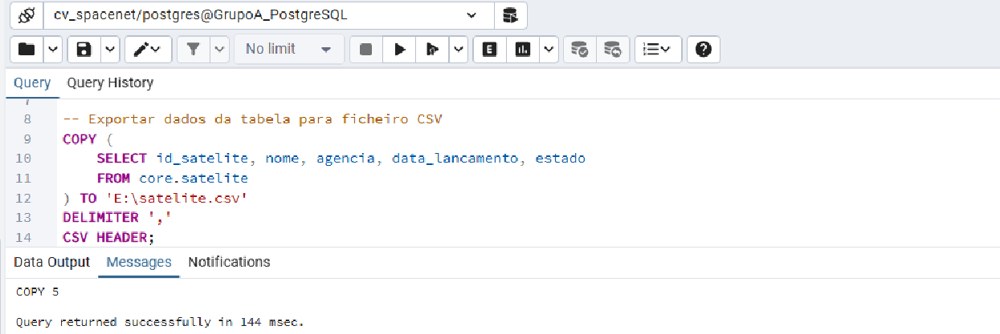 cv_spacenet/postgres@GrupoA_PostgreSQL
No limit
E
Query Query History
7
8 -- Exportar dados da tabela para ficheiro CSV
9 COPY (
10 SELECT id_satelite, nome, agencia, data_lancamento, estado
11 FROM core.satelite
12 ) TO 'E:\satelite.csv'
13 DELIMITER ','
14 CSV HEADER;
Data Output Messages Notifications
COPY 5
Query returned successfully in 144 msec.